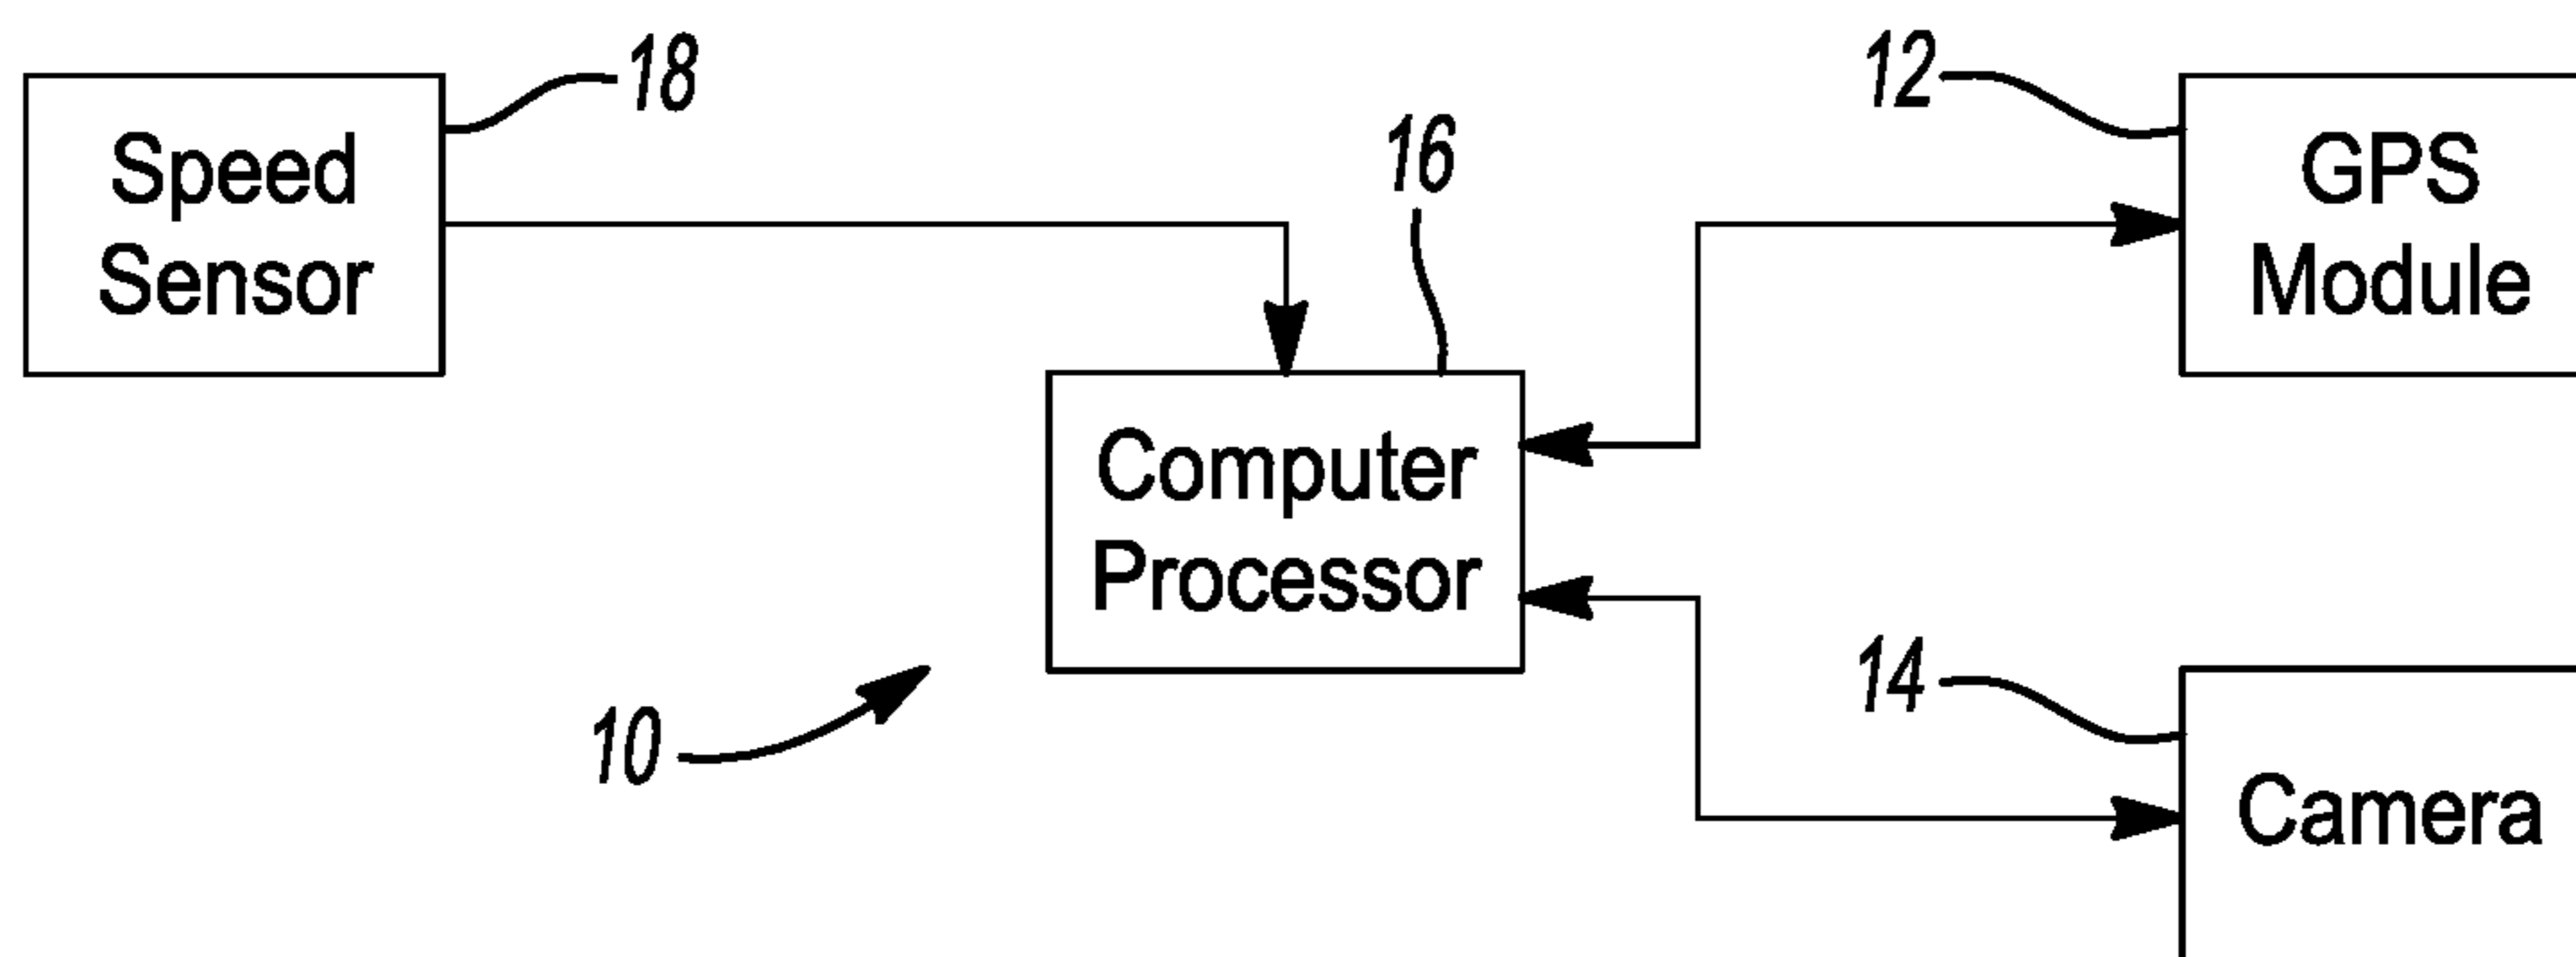 18
Speed
Sensor
12
GPS
Module
16
Computer
Processor
10
14
Camera